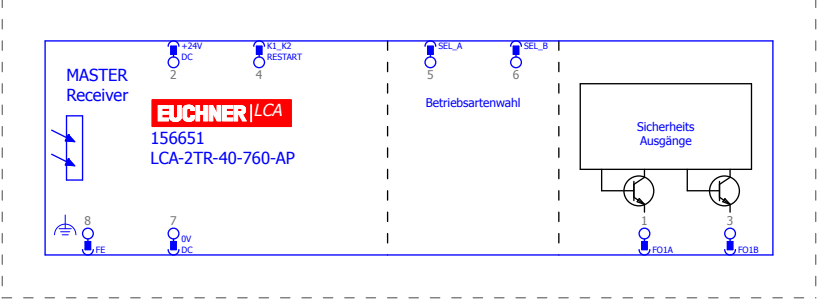 +24V
DC
2
K1_K2
RESTART
4
SEL_A
5
SEL_B
6
MASTER
Receiver
EUCHNER LCA
156651
LCA-2TR-40-760-AP
Betriebsartenwahl
Sicherheits
Ausgänge
8
FE
7
0V
DC
1
FO1A
3
FO1B